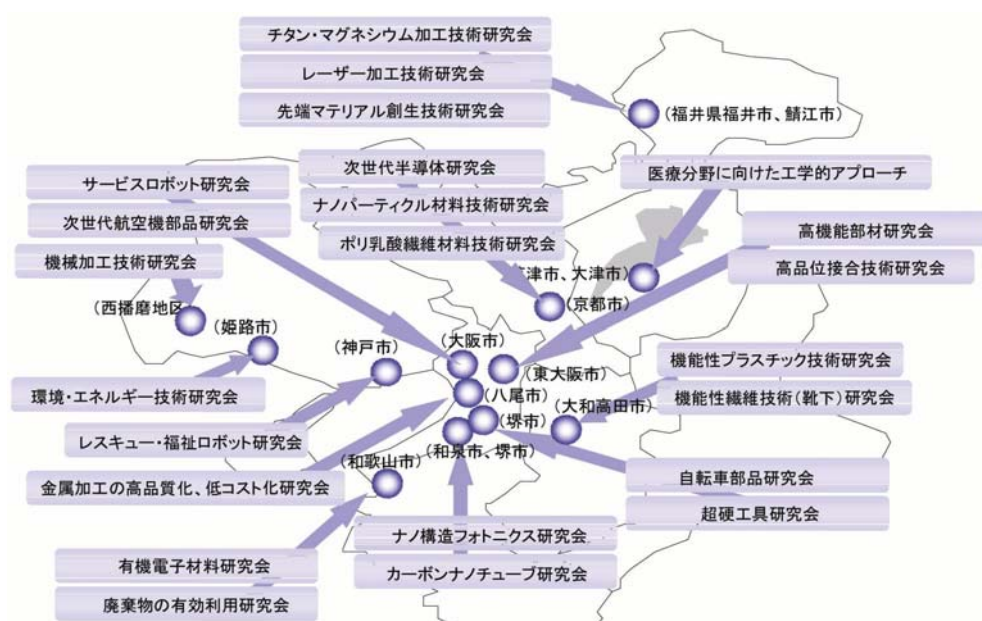 チタン・マグネシウム加工技術研究会
レーザー加工技術研究会
先端マテリアル創生技術研究会
(福井県福井市、鯖江市)
次世代半導体研究会
ナノパーティクル材料技術研究会
ポリ乳酸繊維材料技術研究会
医療分野に向けた工学的アプローチ
サービスロボット研究会
次世代航空機部品研究会
機械加工技術研究会
高機能部材研究会
高品位接合技術研究会
津市、大津市)
(京都市)
(西播磨地区
(姫路市)
(神戸市)
(大阪市)
(東大阪市)
(八尾市)
(堺市)
(大和高田市)
(和泉市、堺市)
(和歌山市)
機能性プラスチック技術研究会
機能性繊維技術(靴下)研究会
環境・エネルギー技術研究会
レスキュー・福祉ロボット研究会
金属加工の高品質化、低コスト化研究会
自転車部品研究会
超硬工具研究会
ナノ構造フォトニクス研究会
カーボンナノチューブ研究会
有機電子材料研究会
廃棄物の有効利用研究会